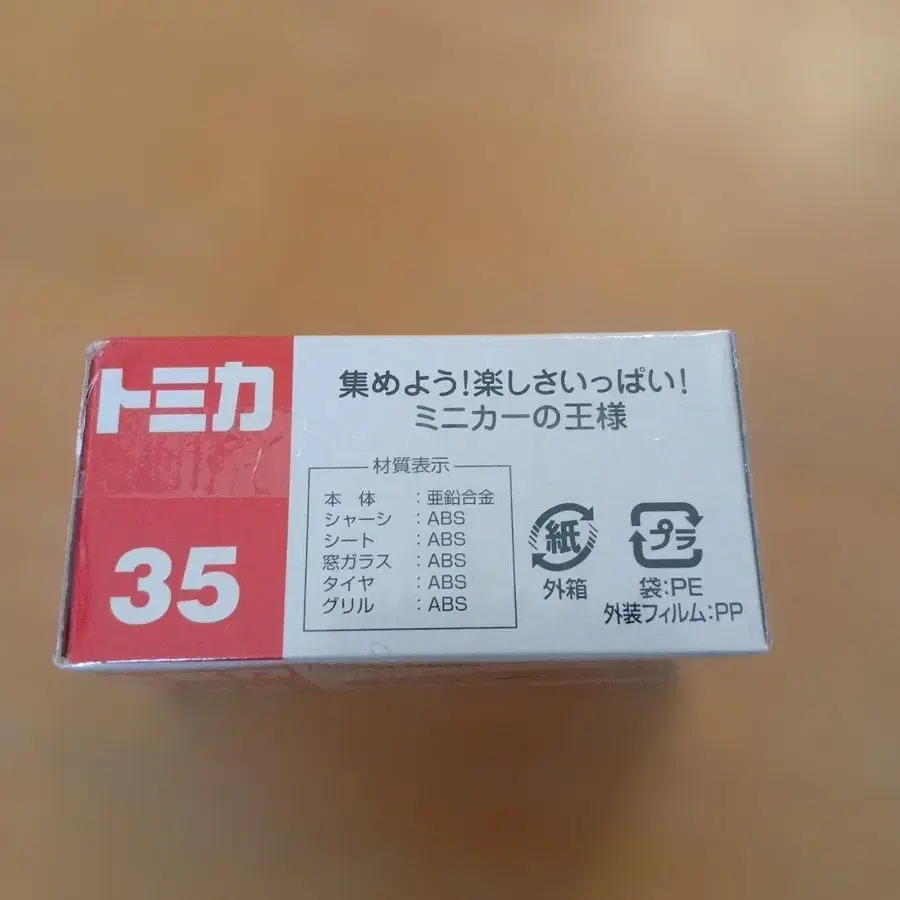 トミカ
35
集めよう!楽しさいっぱい!
ミニカーの王様
材質表示
本 体 : 亜鉛合金
シャーシ : ABS
シート : ABS
窓ガラス : ABS
タイヤ : ABS
グリル : ABS
紙
外箱
プラ
袋:PE
外装フィルム:PP